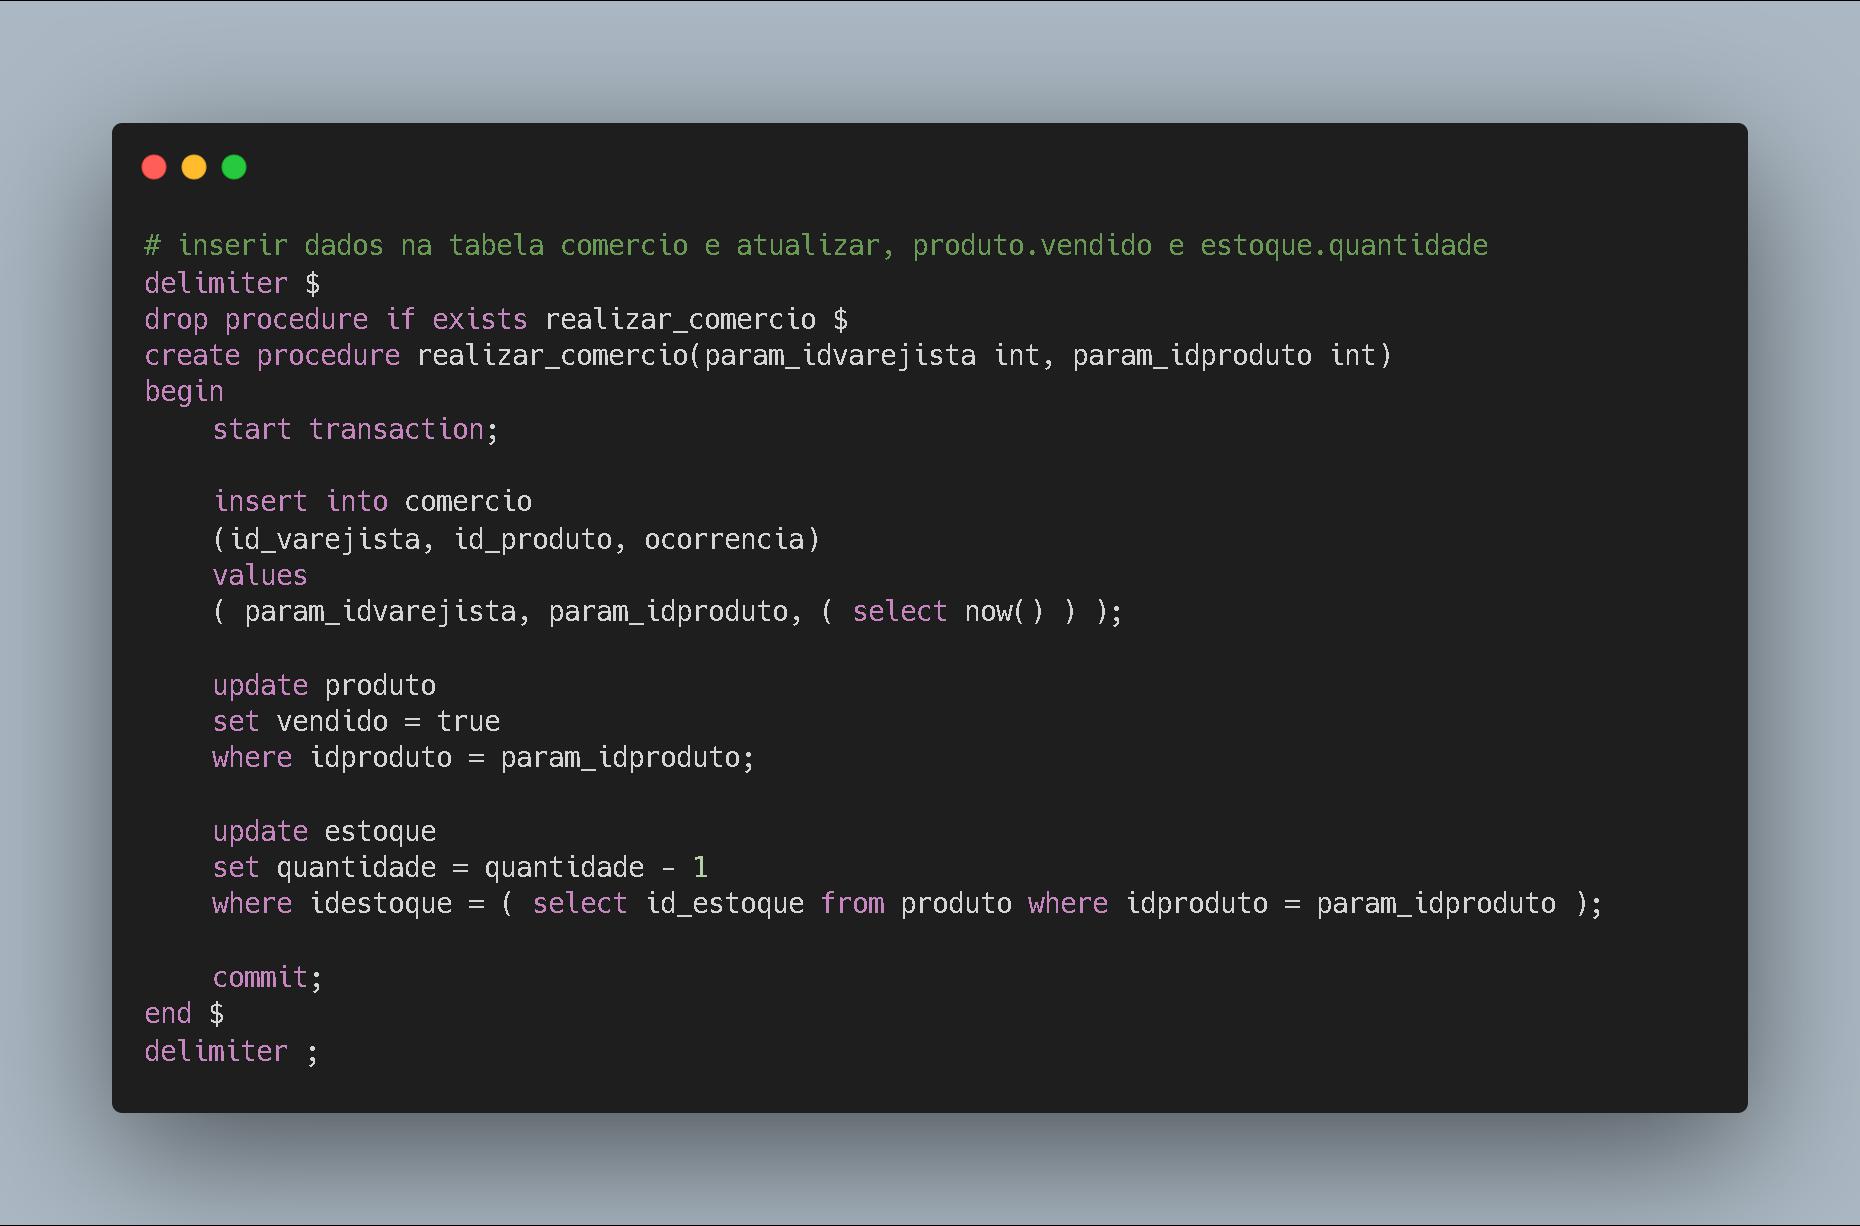 # inserir dados na tabela comercio e atualizar, produto.vendido e estoque.quantidade
delimiter $
drop procedure if exists realizar_comercio $
create procedure realizar_comercio(param_idvarejista int, param_idproduto int)
begin
start transaction;
insert into comercio
(id_varejista, id_produto, ocorrencia)
values
( param_idvarejista, param_idproduto, ( select now() ) );
update produto
set vendido = true
where idproduto = param_idproduto;
update estoque
set quantidade = quantidade - 1
where idestoque = ( select id_estoque from produto where idproduto = param_idproduto );
commit;
end $
delimiter ;